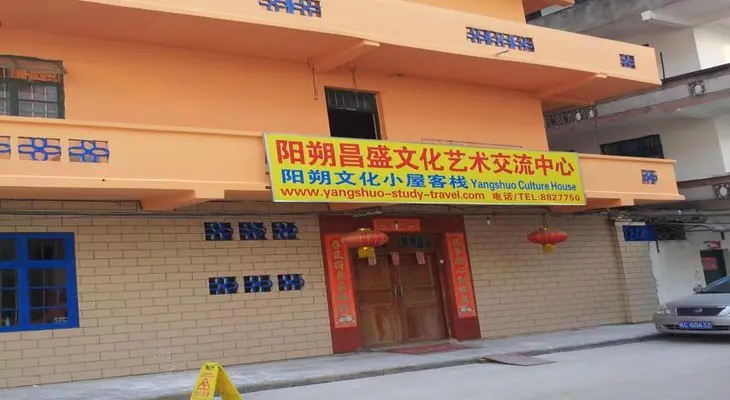 阳朔昌盛文化艺术交流中心
阳朔文化小屋客栈 Yangshuo Culture House
www.yangshuo-study-travel.com 电话/TEL:8827750